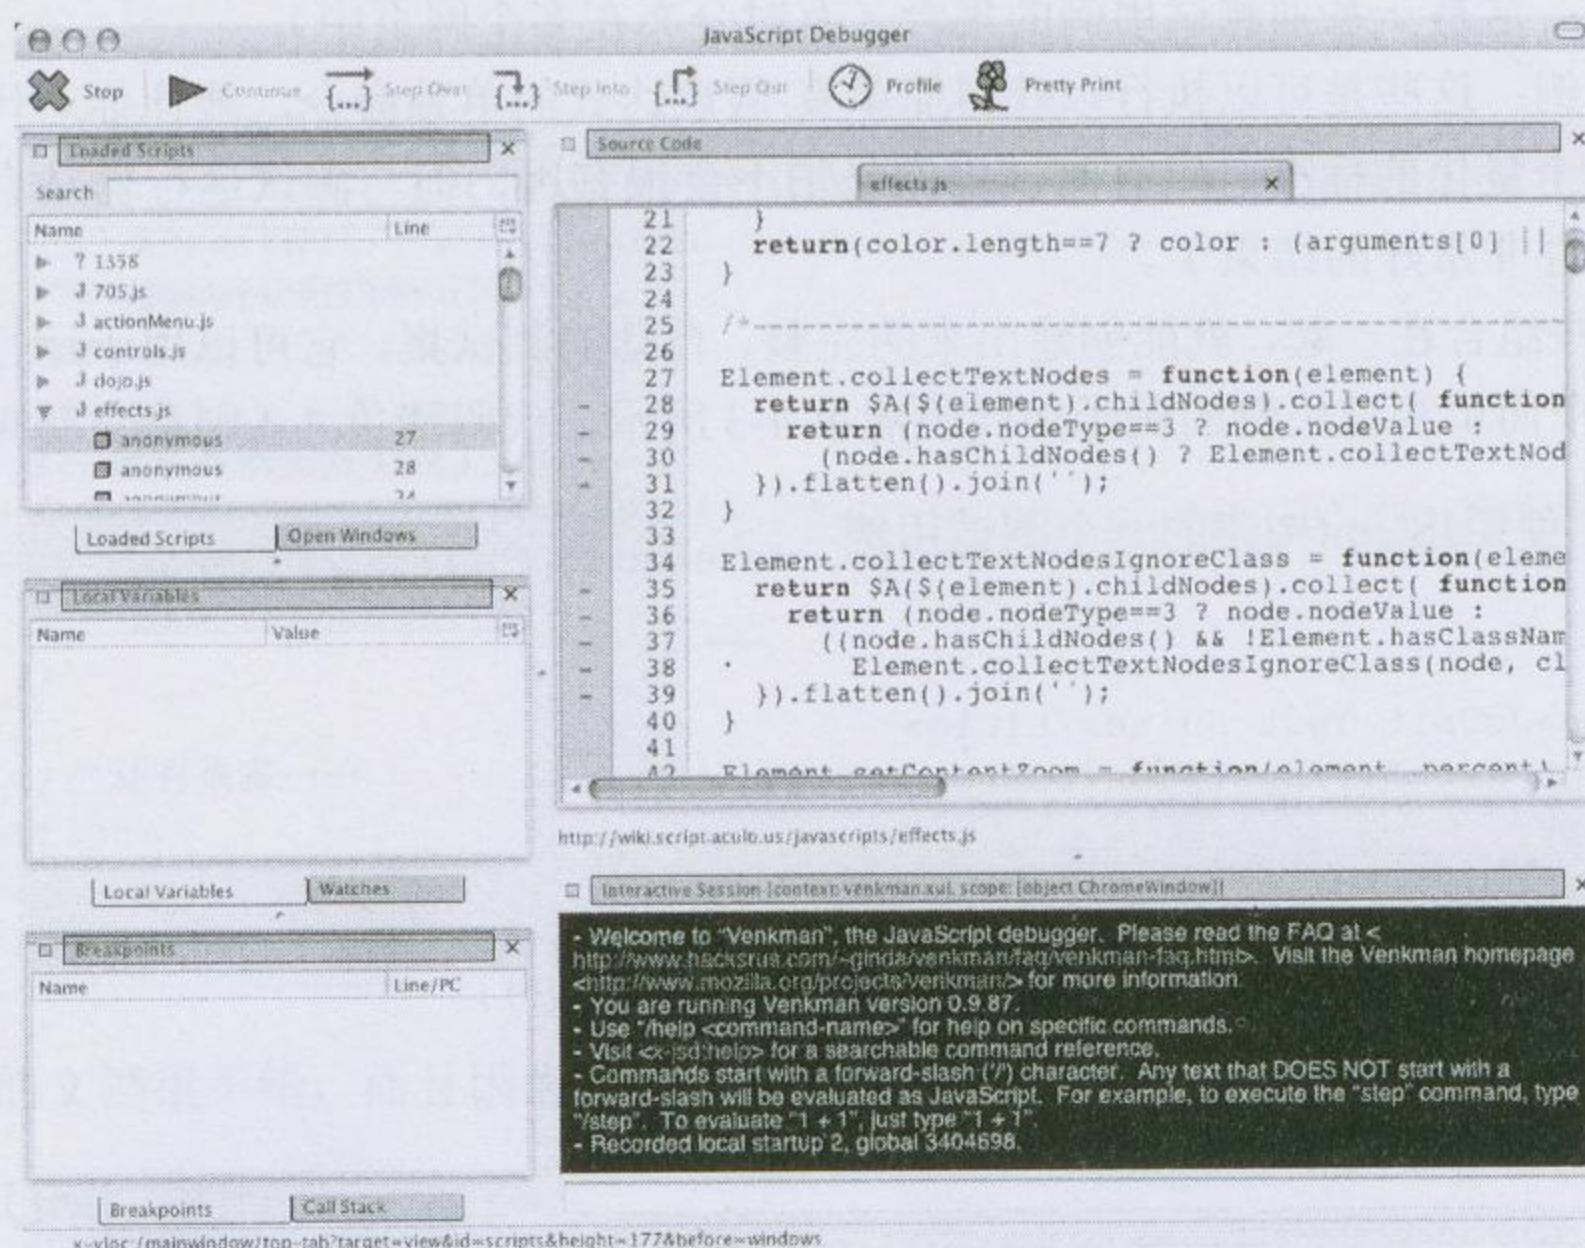 JavaScript Debugger
Stop Continue Step Over Step Into Step Out Profile Pretty Print
Loaded Scripts
Search
Name Line
? 1358
J 705.js
J actionMenu.js
J controls.js
J dojo.js
J effects.js
anonymous 27
anonymous 28
anonymous 34
Loaded Scripts Open Windows
Local Variables
Name Value
Local Variables Watches
Breakpoints
Name Line/PC
Breakpoints Call Stack
Source Code
effects.js
21 }
22 return(color.length==7 ? color : (arguments[0] ||
23 }
24
25 /*------------------------------------------------
26
27 Element.collectTextNodes = function(element) {
28 return $A($(element).childNodes).collect( function
29 return (node.nodeType==3 ? node.nodeValue :
30 (node.hasChildNodes() ? Element.collectTextNod
31 }).flatten().join('');
32 }
33
34 Element.collectTextNodesIgnoreClass = function(eleme
35 return $A($(element).childNodes).collect( function
36 return (node.nodeType==3 ? node.nodeValue :
37 ((node.hasChildNodes() && !Element.hasClassNam
38 Element.collectTextNodesIgnoreClass(node, cl
39 }).flatten().join('');
40 }
41
42 Element.setContentZoom = function(element, percent)
http://wiki.script.aculo.us/javascripts/effects.js
Interactive Session [context: venkman.xul, scope: [object ChromeWindow]]
- Welcome to "Venkman", the JavaScript debugger. Please read the FAQ at <
http://www.hacksrus.com/~ginda/venkman/faq/venkman-faq.html>. Visit the Venkman homepage
<http://www.mozilla.org/projects/venkman/> for more information.
- You are running Venkman version 0.9.87.
- Use "/help <command-name>" for help on specific commands.
- Visit <x-jsd:help> for a searchable command reference.
- Commands start with a forward-slash ('/') character. Any text that DOES NOT start with a
forward-slash will be evaluated as JavaScript. For example, to execute the "step" command, type
"/step". To evaluate "1 + 1", just type "1 + 1".
- Recorded local startup 2, global 3404698.
x-vloc:/mainwindow/top-tab?target=view&id=scripts&height=177&before=windows